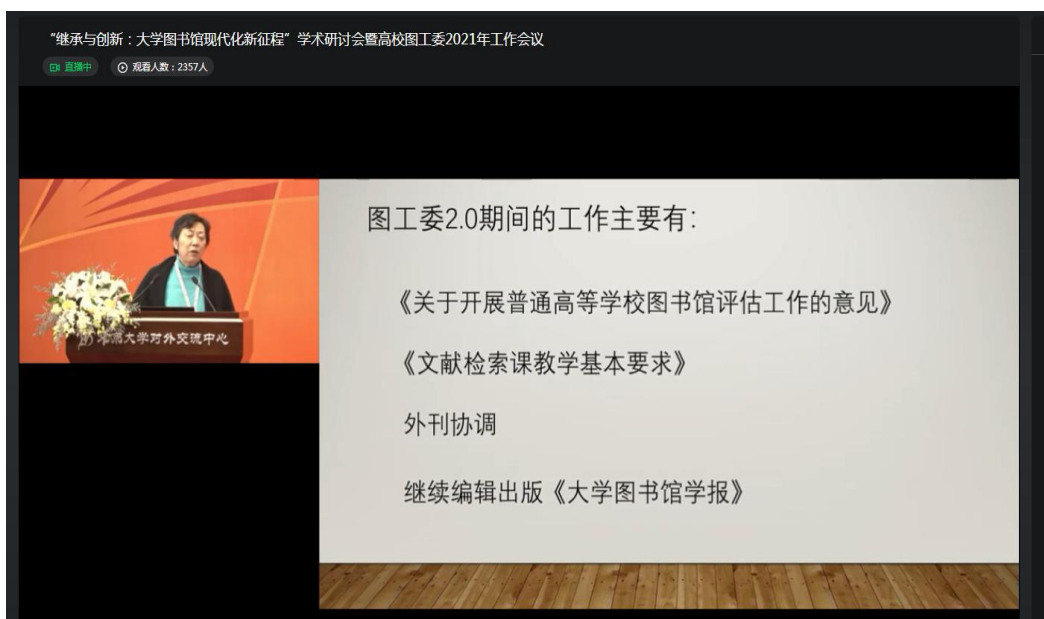 “继承与创新:大学图书馆现代化新征程”学术研讨会暨高校图工委2021年工作会议
直播中 观看人数:2357人
图工委2.0期间的工作主要有:
《关于开展普通高等学校图书馆评估工作的意见》
《文献检索课教学基本要求》
外刊协调
继续编辑出版《大学图书馆学报》
大学对外交流中心